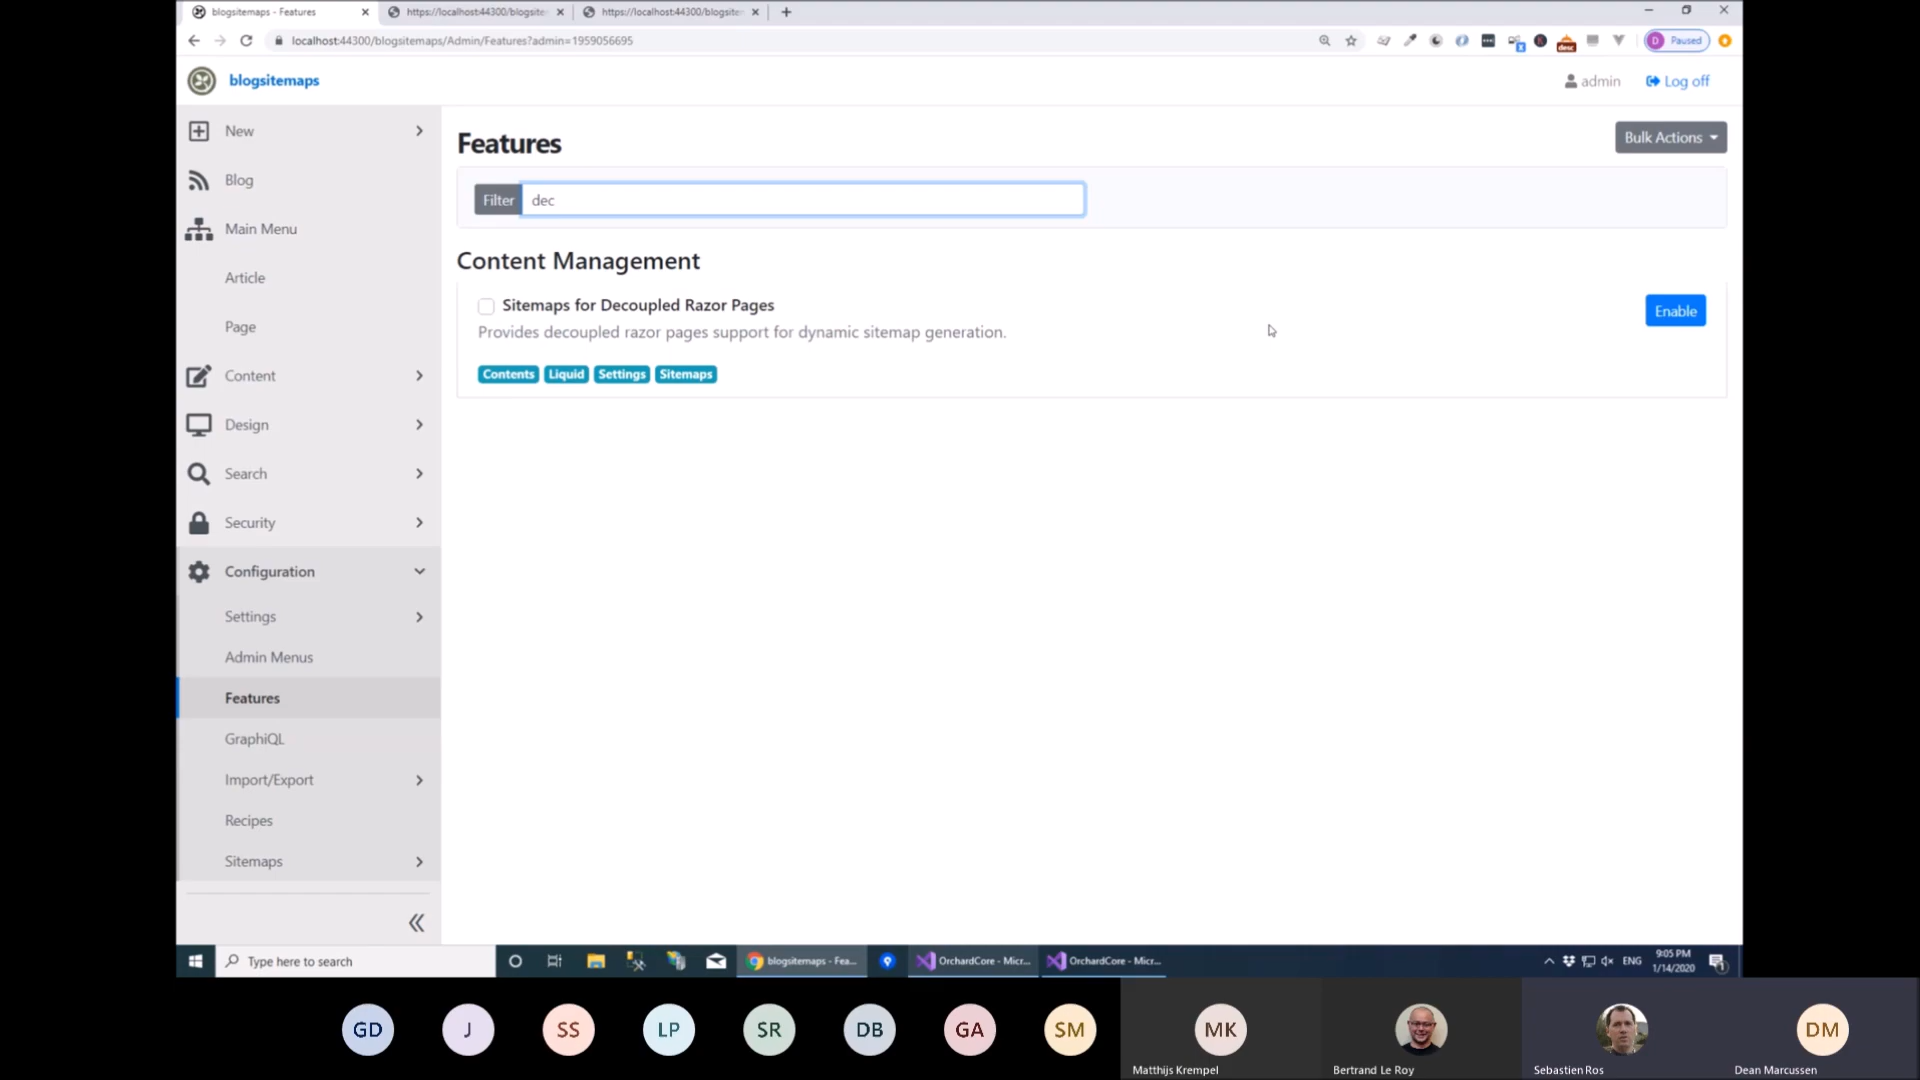 blogsitemaps - Features
https://localhost:44300/blogsite
https://localhost:44300/blogsite
localhost:44300/blogsitemaps/Admin/Features?admin=1959056695
desc
D Paused
blogsitemaps
admin
Log off
New
Blog
Main Menu
Article
Page
Content
Design
Search
Security
Configuration
Settings
Admin Menus
Features
GraphiQL
Import/Export
Recipes
Sitemaps
Features
Bulk Actions
Filter
dec
Content Management
Sitemaps for Decoupled Razor Pages
Enable
Provides decoupled razor pages support for dynamic sitemap generation.
Contents Liquid Settings Sitemaps
Type here to search
blogsitemaps - Fea...
OrchardCore - Micr...
OrchardCore - Micr...
ENG
9:05 PM
1/14/2020
1
GD
J
SS
LP
SR
DB
GA
SM
MK
DM
Matthijs Krempel
Bertrand Le Roy
Sebastien Ros
Dean Marcussen